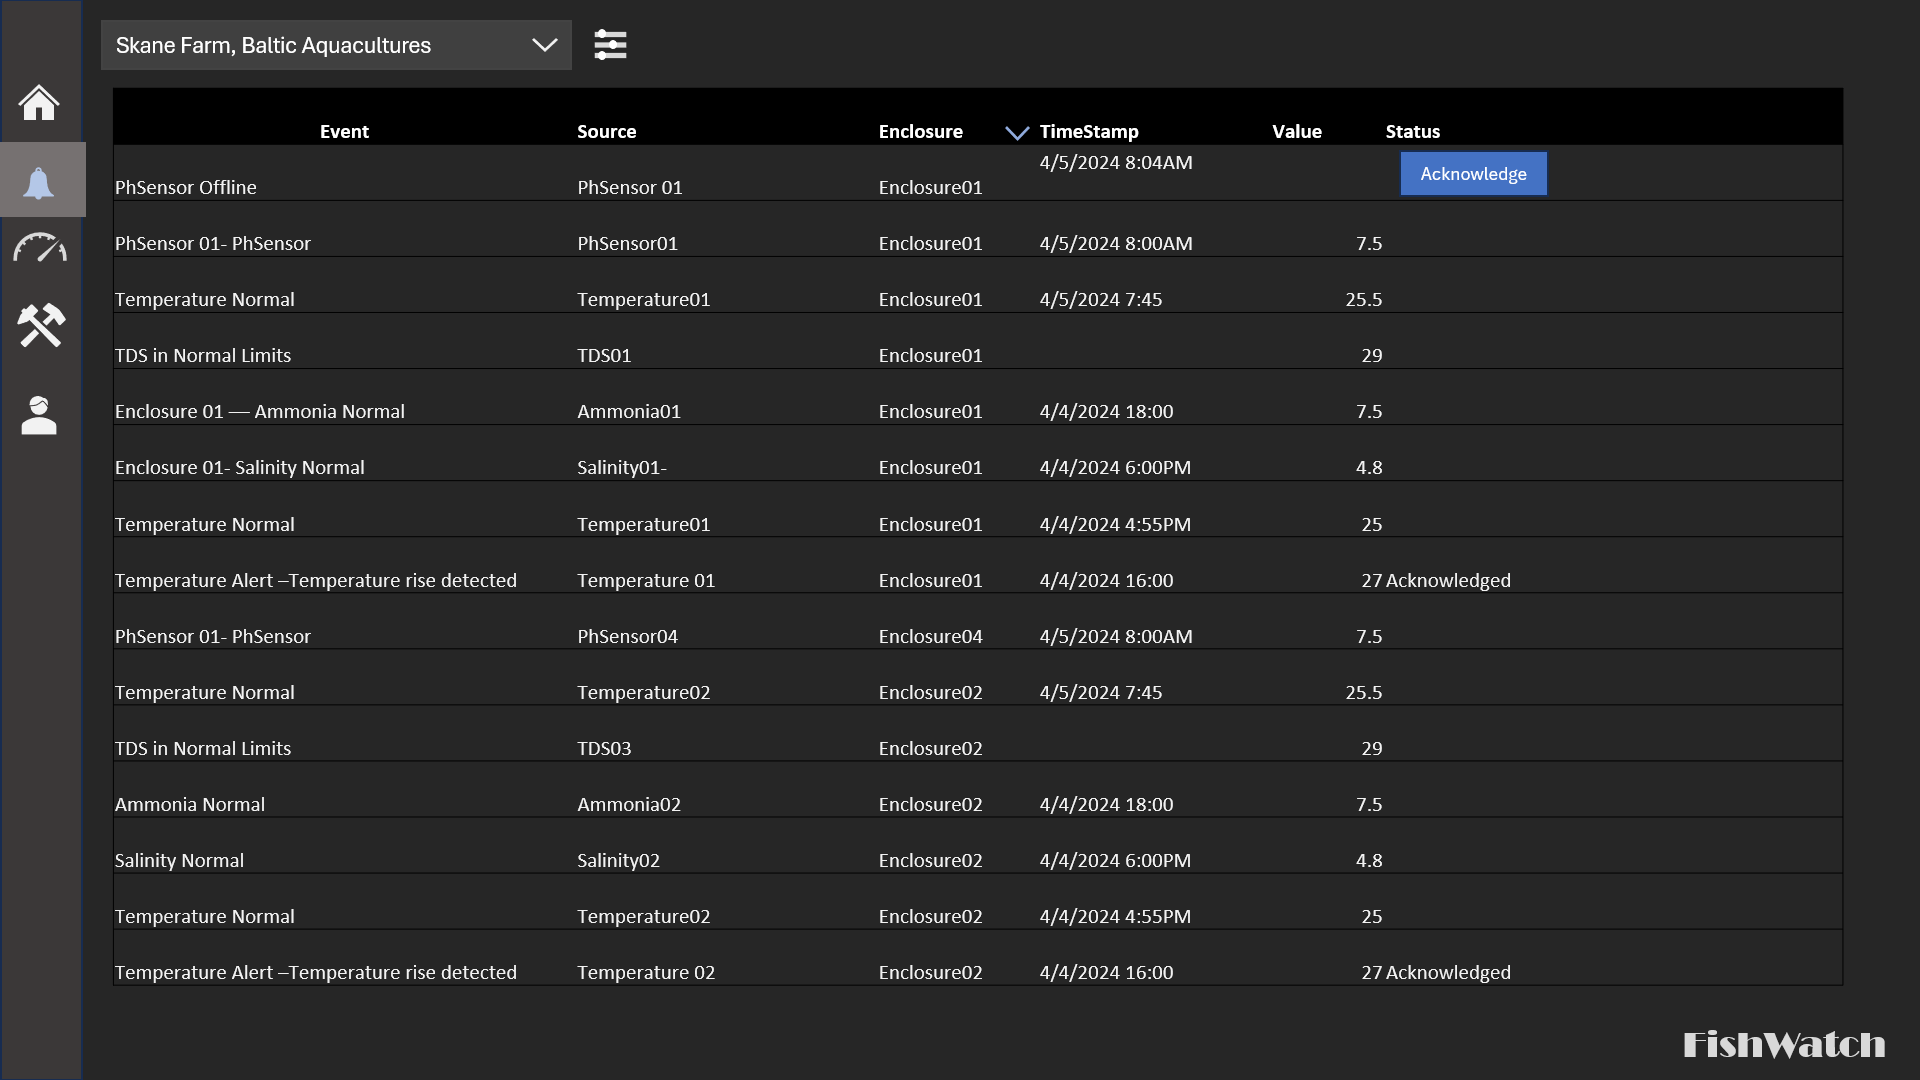 Skane Farm, Baltic Aquacultures
Event Source Enclosure TimeStamp Value Status
PhSensor Offline PhSensor 01 Enclosure01 4/5/2024 8:04AM Acknowledge
PhSensor 01- PhSensor PhSensor01 Enclosure01 4/5/2024 8:00AM 7.5
Temperature Normal Temperature01 Enclosure01 4/5/2024 7:45 25.5
TDS in Normal Limits TDS01 Enclosure01 29
Enclosure 01 — Ammonia Normal Ammonia01 Enclosure01 4/4/2024 18:00 7.5
Enclosure 01- Salinity Normal Salinity01- Enclosure01 4/4/2024 6:00PM 4.8
Temperature Normal Temperature01 Enclosure01 4/4/2024 4:55PM 25
Temperature Alert –Temperature rise detected Temperature 01 Enclosure01 4/4/2024 16:00 27 Acknowledged
PhSensor 01- PhSensor PhSensor04 Enclosure04 4/5/2024 8:00AM 7.5
Temperature Normal Temperature02 Enclosure02 4/5/2024 7:45 25.5
TDS in Normal Limits TDS03 Enclosure02 29
Ammonia Normal Ammonia02 Enclosure02 4/4/2024 18:00 7.5
Salinity Normal Salinity02 Enclosure02 4/4/2024 6:00PM 4.8
Temperature Normal Temperature02 Enclosure02 4/4/2024 4:55PM 25
Temperature Alert –Temperature rise detected Temperature 02 Enclosure02 4/4/2024 16:00 27 Acknowledged
FishWatch